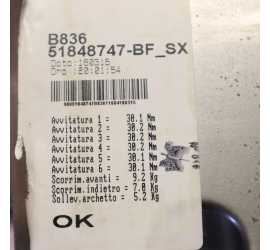 B836
51848747-BF_SX
Data:160315
Ora:20:01:54
Avvitatura 1 = 30.1 Nm
Avvitatura 2 = 30.2 Nm
Avvitatura 3 = 30.2 Nm
Avvitatura 4 = 30.2 Nm
Avvitatura 5 = 30.1 Nm
Avvitatura 6 = 30.1 Nm
Scorrim.avanti = 9.2 Kg
Scorrim.indietro = 7.0 Kg
Sollev.archetto = 5.2 Kg
OK